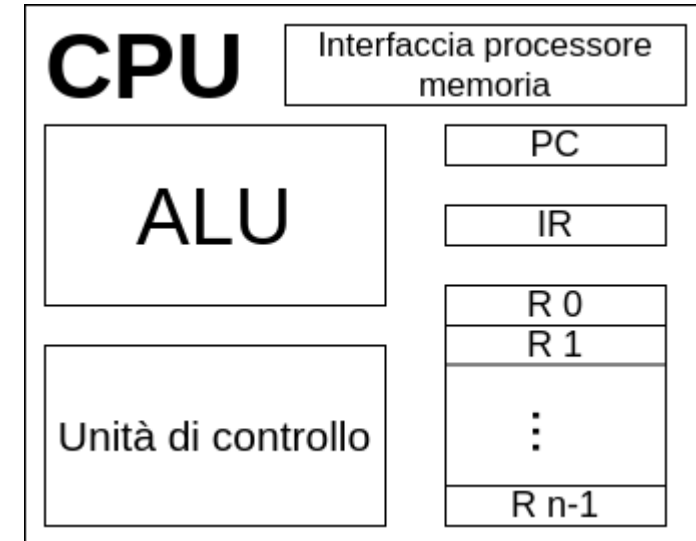 CPU
Interfaccia processore
memoria
ALU
PC
IR
R 0
R 1
⋮
R n-1
Unità di controllo